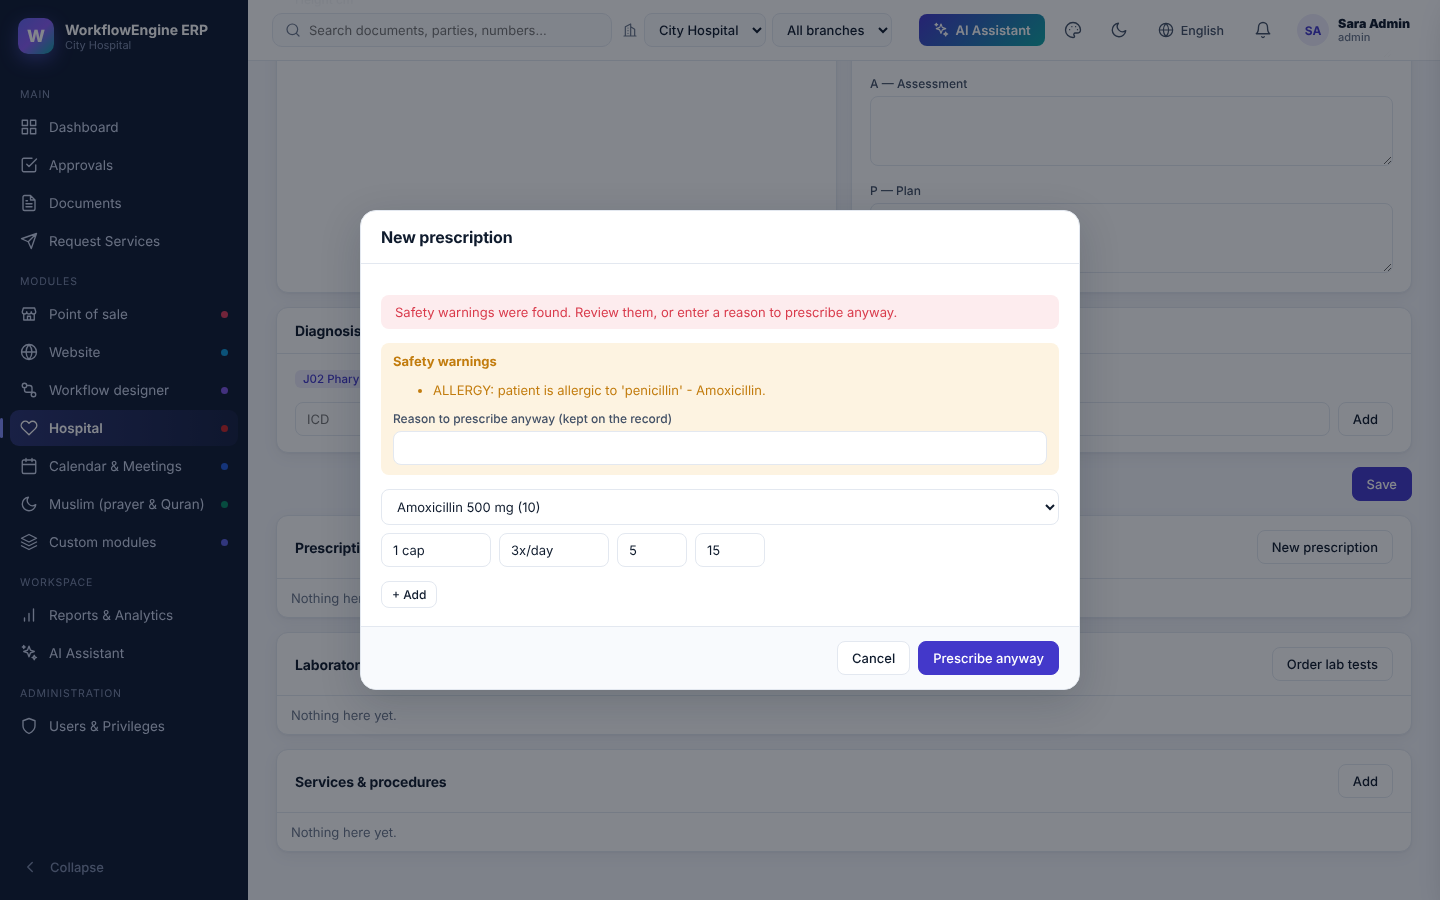 W
WorkflowEngine ERP
City Hospital
Search documents, parties, numbers...
City Hospital
All branches
AI Assistant
English
SA
Sara Admin
admin
MAIN
Dashboard
Approvals
Documents
Request Services
MODULES
Point of sale
Website
Workflow designer
Hospital
Calendar & Meetings
Muslim (prayer & Quran)
Custom modules
WORKSPACE
Reports & Analytics
AI Assistant
ADMINISTRATION
Users & Privileges
Collapse
A — Assessment
P — Plan
Diagnosis
J02 Phary
ICD
Add
Save
New prescription
Nothing
Order lab tests
Nothing here yet.
Services & procedures
Add
Nothing here yet.
New prescription
Safety warnings were found. Review them, or enter a reason to prescribe anyway.
Safety warnings
• ALLERGY: patient is allergic to 'penicillin' - Amoxicillin.
Reason to prescribe anyway (kept on the record)
Amoxicillin 500 mg (10)
1 cap 3x/day 5 15
+ Add
Cancel
Prescribe anyway